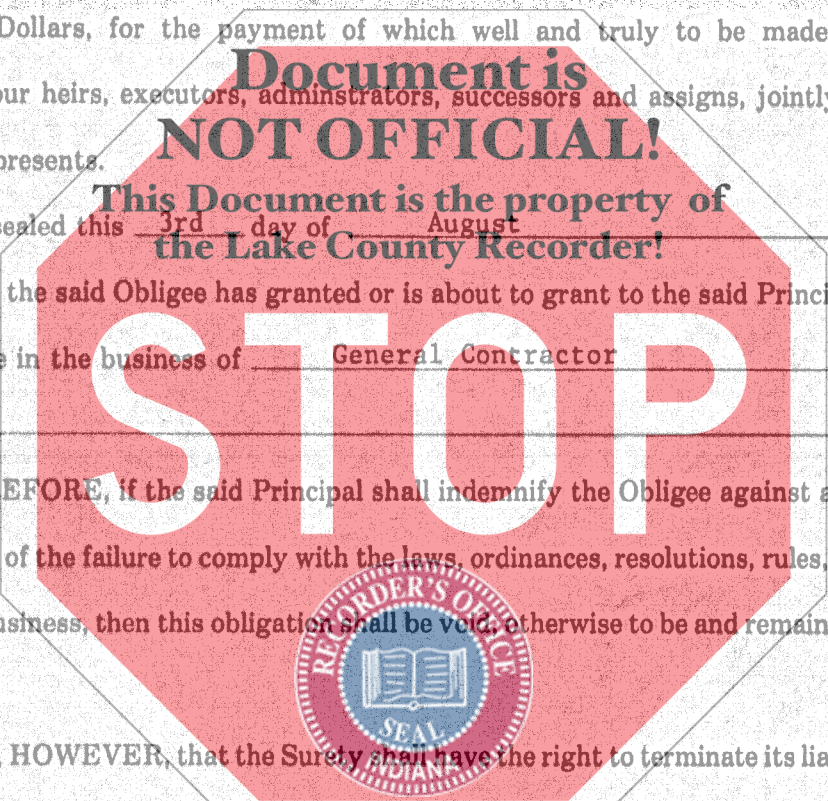 Dollars, for the payment of which well and truly to be made
Document is
our heirs, executors, adminstrators, successors and assigns, jointly
NOT OFFICIAL!
presents.
This Document is the property of
sealed this 3rd day of August
the Lake County Recorder!
the said Obligee has granted or is about to grant to the said Princi
e in the business of General Contractor
STOP
EFORE, if the said Principal shall indemnify the Obligee against a
of the failure to comply with the laws, ordinances, resolutions, rules,
usiness, then this obligation shall be void, otherwise to be and remain
RECORDER'S OFFICE
SEAL
INDIANA
, HOWEVER, that the Surety shall have the right to terminate its lia